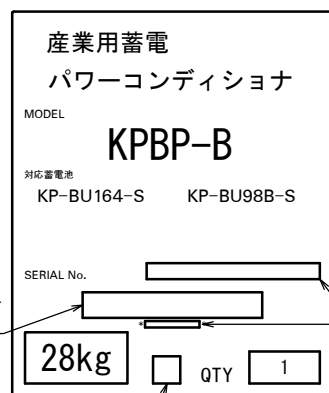 産業用蓄電
パワーコンディショナ
MODEL
KPBP-B
対応蓄電池
KP-BU164-S KP-BU98B-S
SERIAL No.
* *
28kg QTY 1